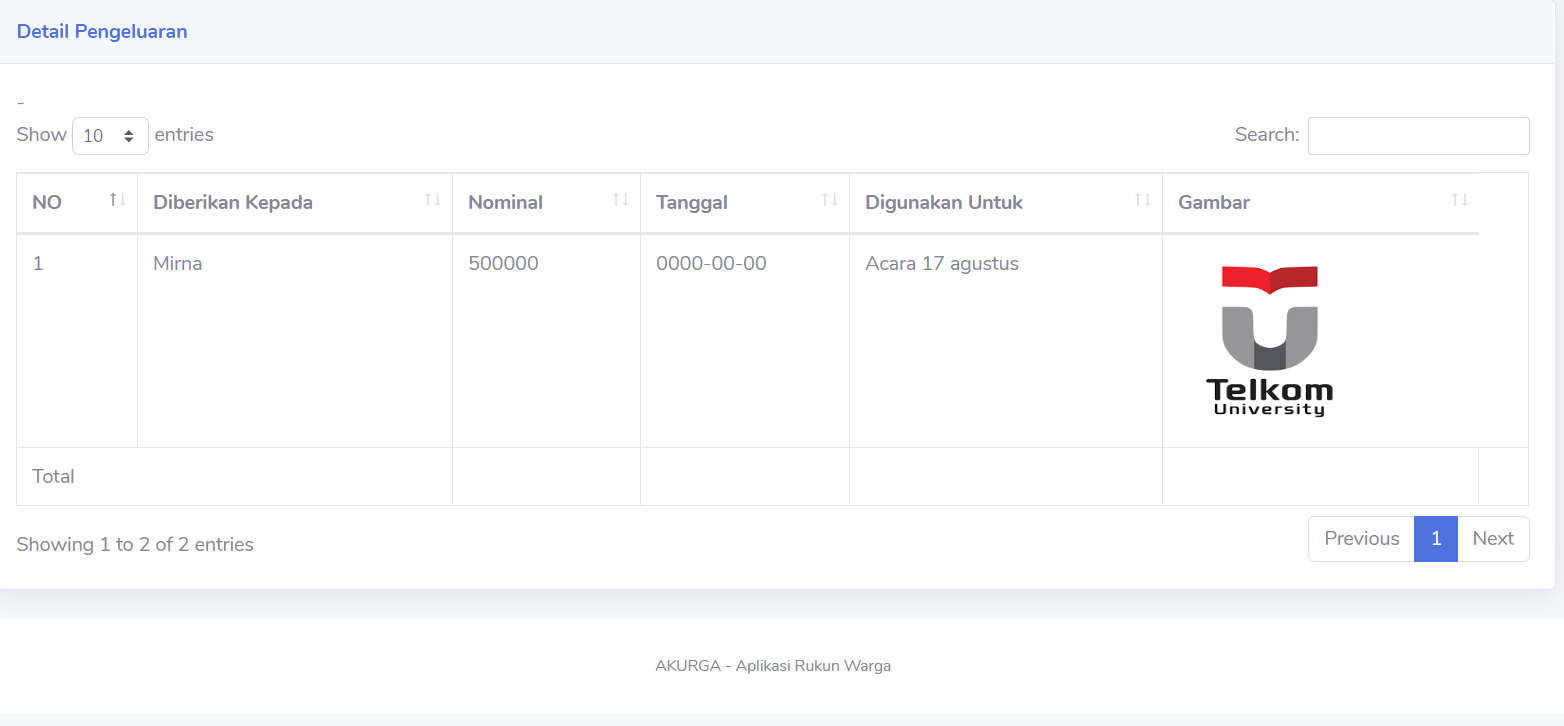 Detail Pengeluaran
-
Show 10 entries
Search:
NO Diberikan Kepada Nominal Tanggal Digunakan Untuk Gambar
1 Mirna 500000 0000-00-00 Acara 17 agustus
Telkom
University
Total
Showing 1 to 2 of 2 entries
Previous 1 Next
AKURGA - Aplikasi Rukun Warga